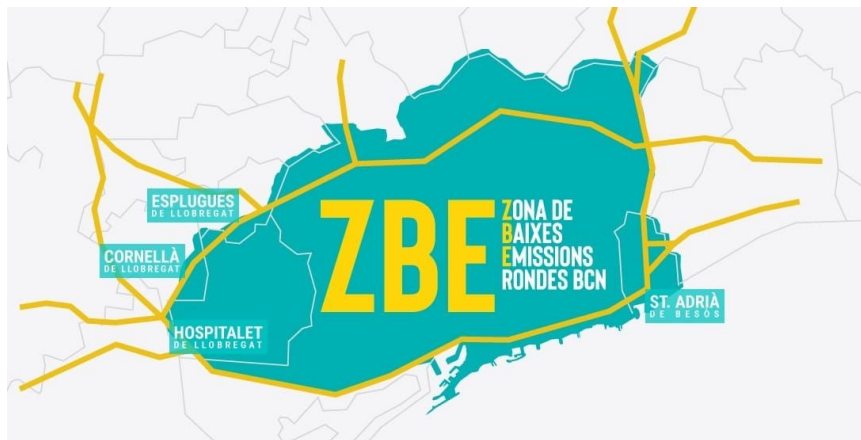 ESPLUGUES
DE LLOBREGAT
CORNELLÀ
DE LLOBREGAT
HOSPITALET
DE LLOBREGAT
ZBE
ZONA DE
BAIXES
EMISSIONS
RONDES BCN
ST. ADRIÀ
DE BESÒS